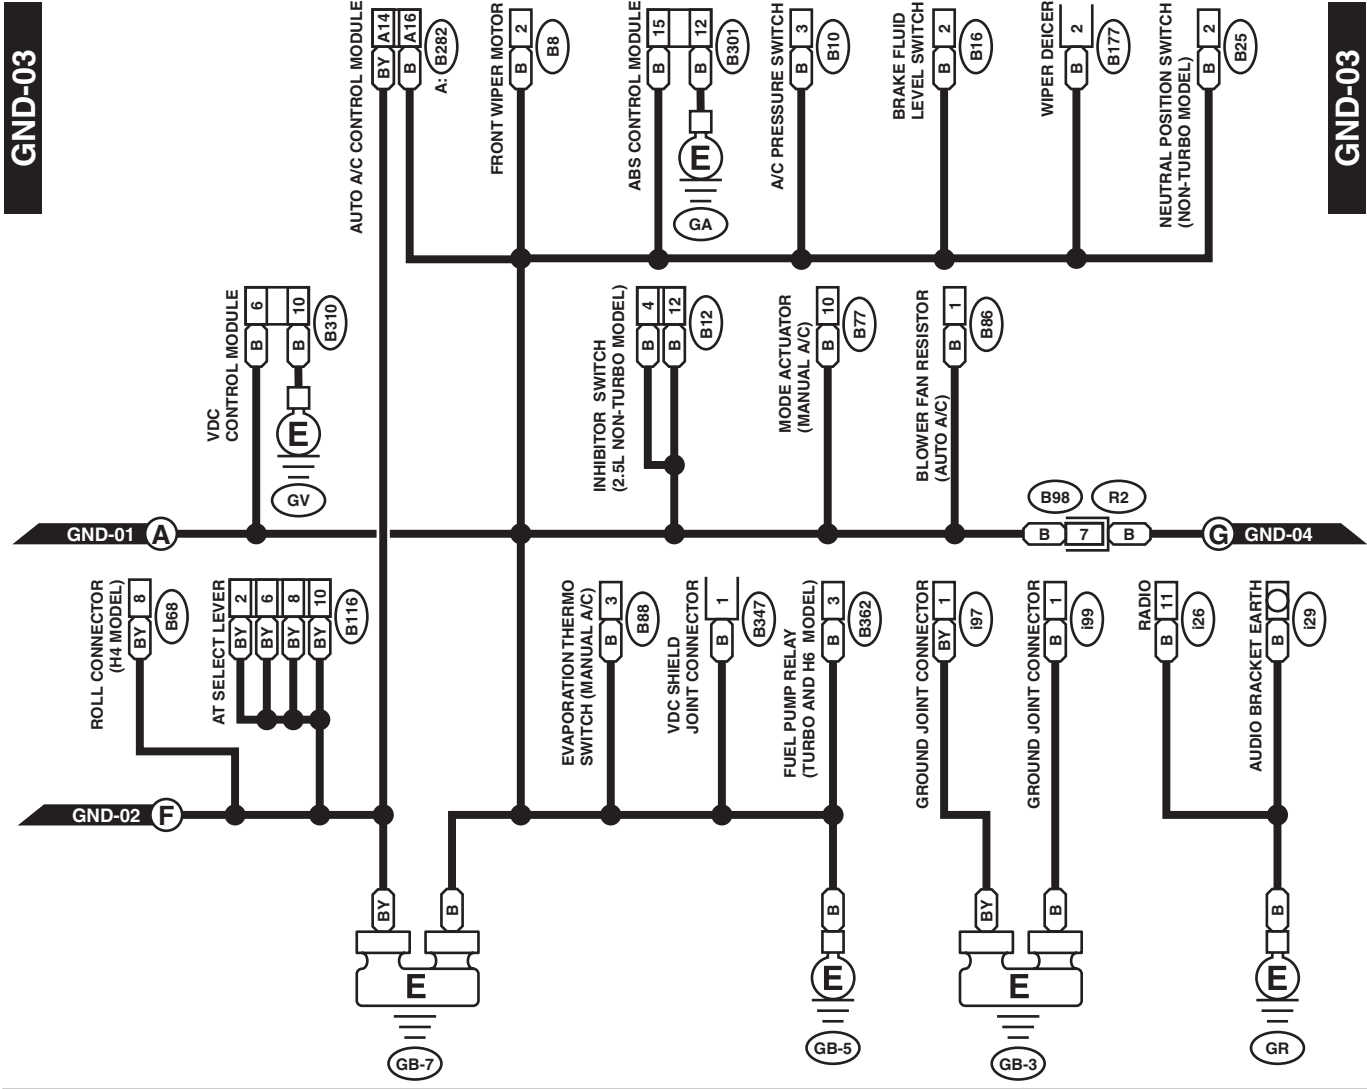 GND-03
GND-03
AUTO A/C CONTROL MODULE
A14
A16
BY
B
B282
A:
FRONT WIPER MOTOR
2
B
B8
ABS CONTROL MODULE
15
12
B
B
B301
E
GA
A/C PRESSURE SWITCH
3
B
B10
BRAKE FLUID
LEVEL SWITCH
2
B
B16
WIPER DEICER
2
B
B177
NEUTRAL POSITION SWITCH
(NON-TURBO MODEL)
2
B
B25
VDC
CONTROL MODULE
6
10
B
B
B310
E
GV
INHIBITOR SWITCH
(2.5L NON-TURBO MODEL)
4
12
B
B
B12
MODE ACTUATOR
(MANUAL A/C)
10
B
B77
BLOWER FAN RESISTOR
(AUTO A/C)
1
B
B86
GND-01
A
B98
R2
B
7
B
G
GND-04
ROLL CONNECTOR
(H4 MODEL)
8
BY
B68
AT SELECT LEVER
2
6
8
10
BY
BY
BY
BY
B116
EVAPORATION THERMO
SWITCH (MANUAL A/C)
3
B
B88
VDC SHIELD
JOINT CONNECTOR
1
B
B347
FUEL PUMP RELAY
(TURBO AND H6 MODEL)
3
B
B362
GROUND JOINT CONNECTOR
1
BY
i97
GROUND JOINT CONNECTOR
1
B
i99
RADIO
11
B
i26
AUDIO BRACKET EARTH
B
i29
GND-02
F
BY
B
E
GB-7
B
E
GB-5
BY
B
E
GB-3
B
E
GR